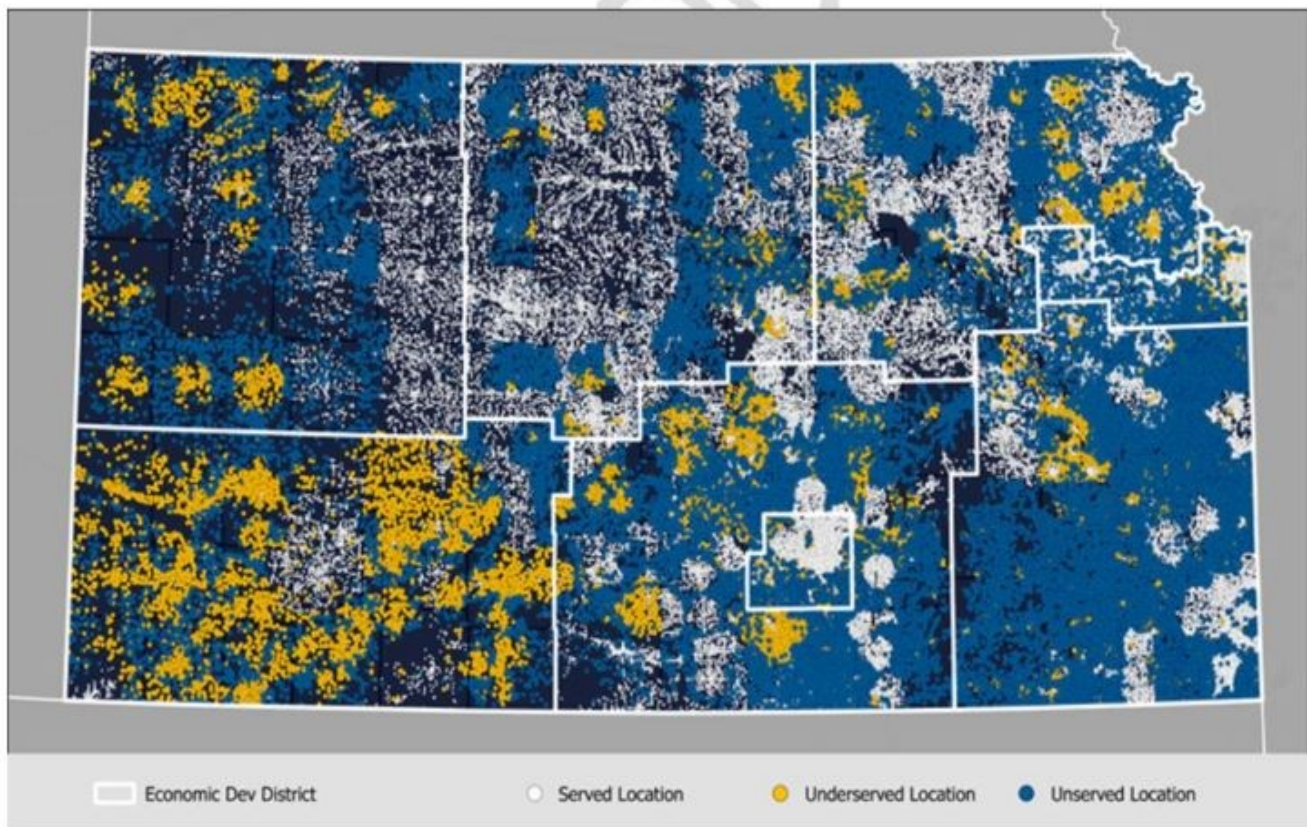 Economic Dev District
Served Location
Underserved Location
Unserved Location